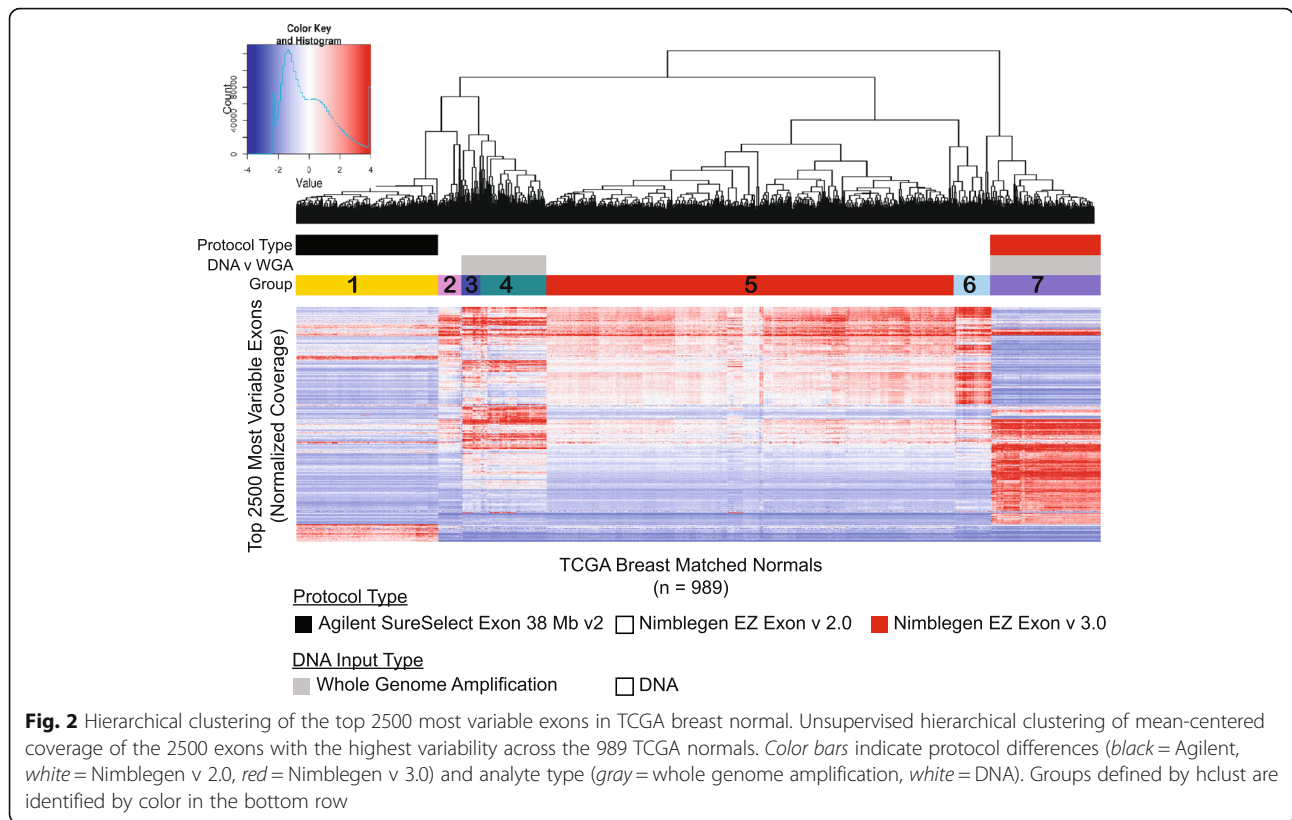 Color Key
and Histogram
Count
0 40000 80000
-4 -2 0 2 4
Value
Protocol Type
DNA v WGA
Group
1 2 3 4 5 6 7
Top 2500 Most Variable Exons
(Normalized Coverage)
TCGA Breast Matched Normals
(n = 989)
Protocol Type
Agilent SureSelect Exon 38 Mb v2 Nimblegen EZ Exon v 2.0 Nimblegen EZ Exon v 3.0
DNA Input Type
Whole Genome Amplification DNA
Fig. 2 Hierarchical clustering of the top 2500 most variable exons in TCGA breast normal. Unsupervised hierarchical clustering of mean-centered
coverage of the 2500 exons with the highest variability across the 989 TCGA normals. Color bars indicate protocol differences (black = Agilent,
white = Nimblegen v 2.0, red = Nimblegen v 3.0) and analyte type (gray = whole genome amplification, white = DNA). Groups defined by hclust are
identified by color in the bottom row